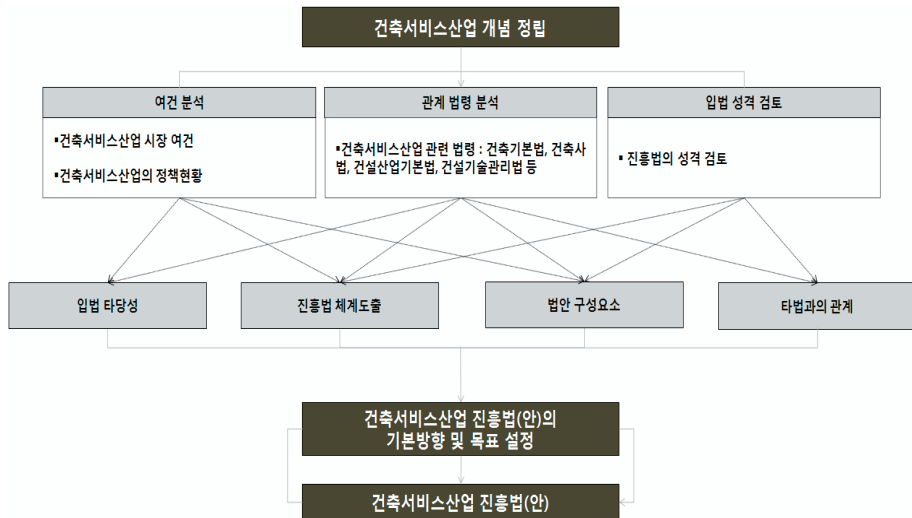 건축서비스산업 개념 정립
여건 분석
▪건축서비스산업 시장 여건
▪건축서비스산업의 정책현황
관계 법령 분석
▪건축서비스산업 관련 법령 : 건축기본법, 건축사
법, 건설산업기본법, 건설기술관리법 등
입법 성격 검토
▪ 진흥법의 성격 검토
입법 타당성
진흥법 체계도출
법안 구성요소
타법과의 관계
건축서비스산업 진흥법(안)의
기본방향 및 목표 설정
건축서비스산업 진흥법(안)